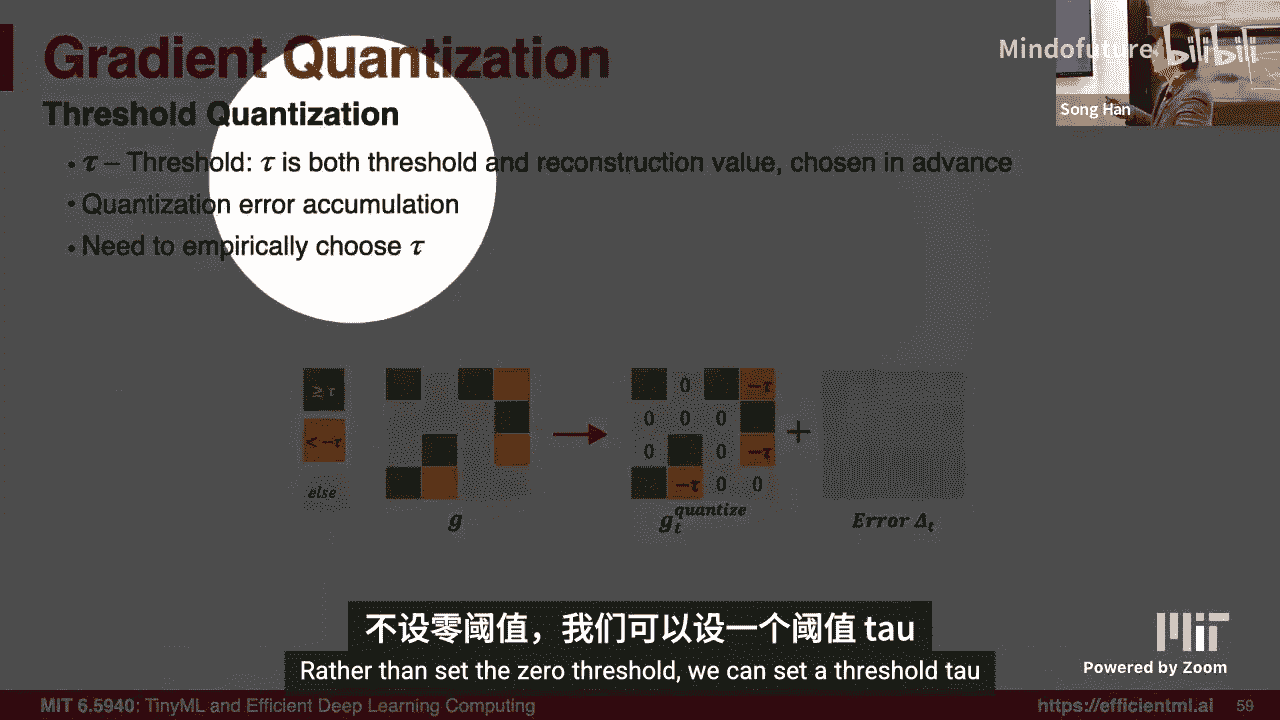 Gradient Quantization
Mindofuture
bilibili
Song Han
Threshold Quantization
• τ – Threshold: τ is both threshold and reconstruction value, chosen in advance
• Quantization error accumulation
• Need to empirically choose τ
≥ τ
< -τ
else
g
0 -τ
0 0 0
0 0 -τ
-τ 0 0
g_t^quantize
+
Error Δ_t
不设零阈值，我们可以设一个阈值 tau
Rather than set the zero threshold, we can set a threshold tau
MIT
Powered by Zoom
MIT 6.5940: TinyML and Efficient Deep Learning Computing
https://efficientml.ai
59